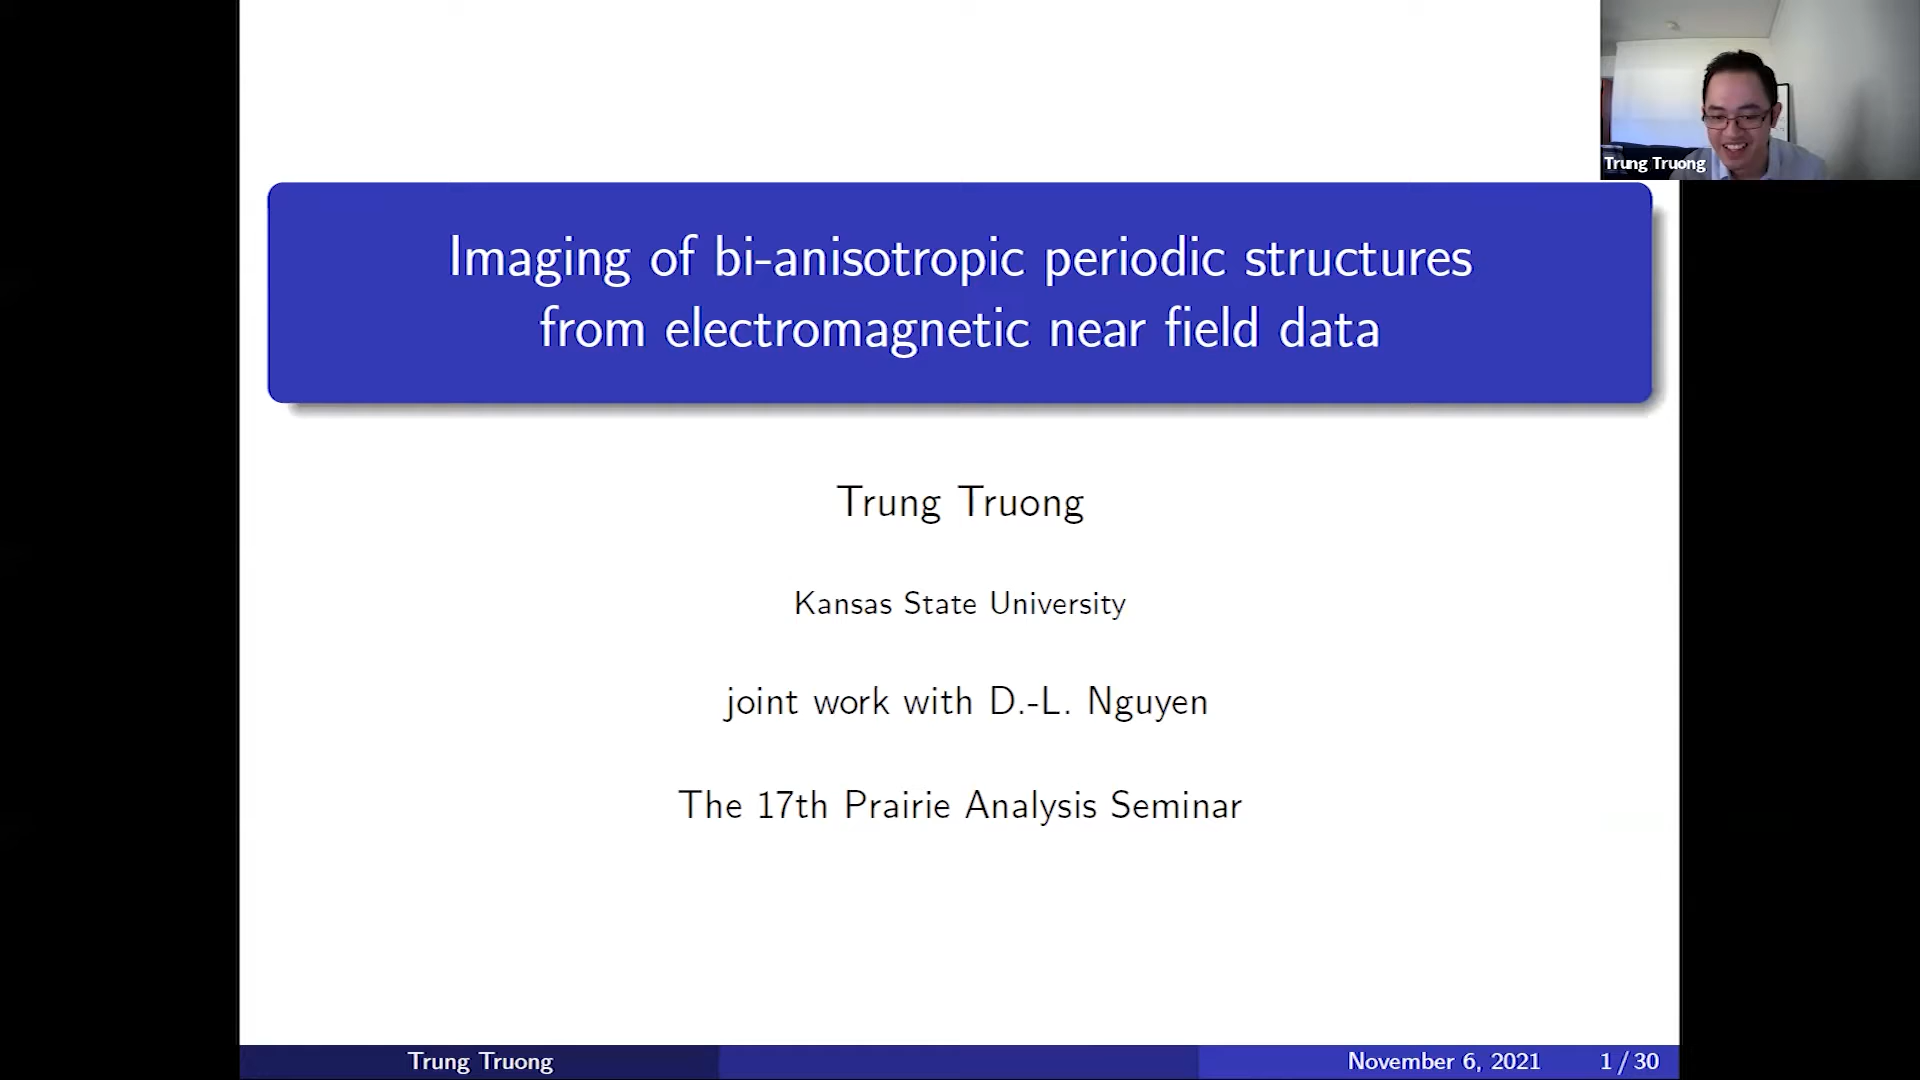 Trung Truong
Imaging of bi-anisotropic periodic structures
from electromagnetic near field data
Trung Truong
Kansas State University
joint work with D.-L. Nguyen
The 17th Prairie Analysis Seminar
Trung Truong
November 6, 2021
1 / 30